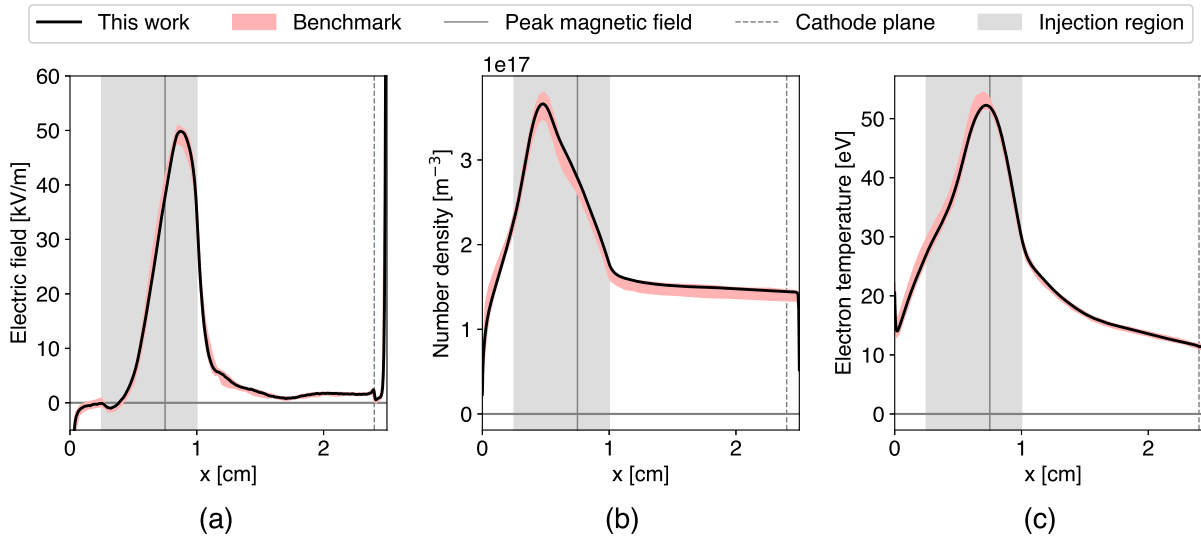 This work Benchmark Peak magnetic field Cathode plane Injection region
60
50
40
30
20
10
0
Electric field [kV/m]
0 1 2
x [cm]
(a)
1e17
3
2
1
0
Number density [m⁻³]
0 1 2
x [cm]
(b)
50
40
30
20
10
0
Electron temperature [eV]
0 1 2
x [cm]
(c)